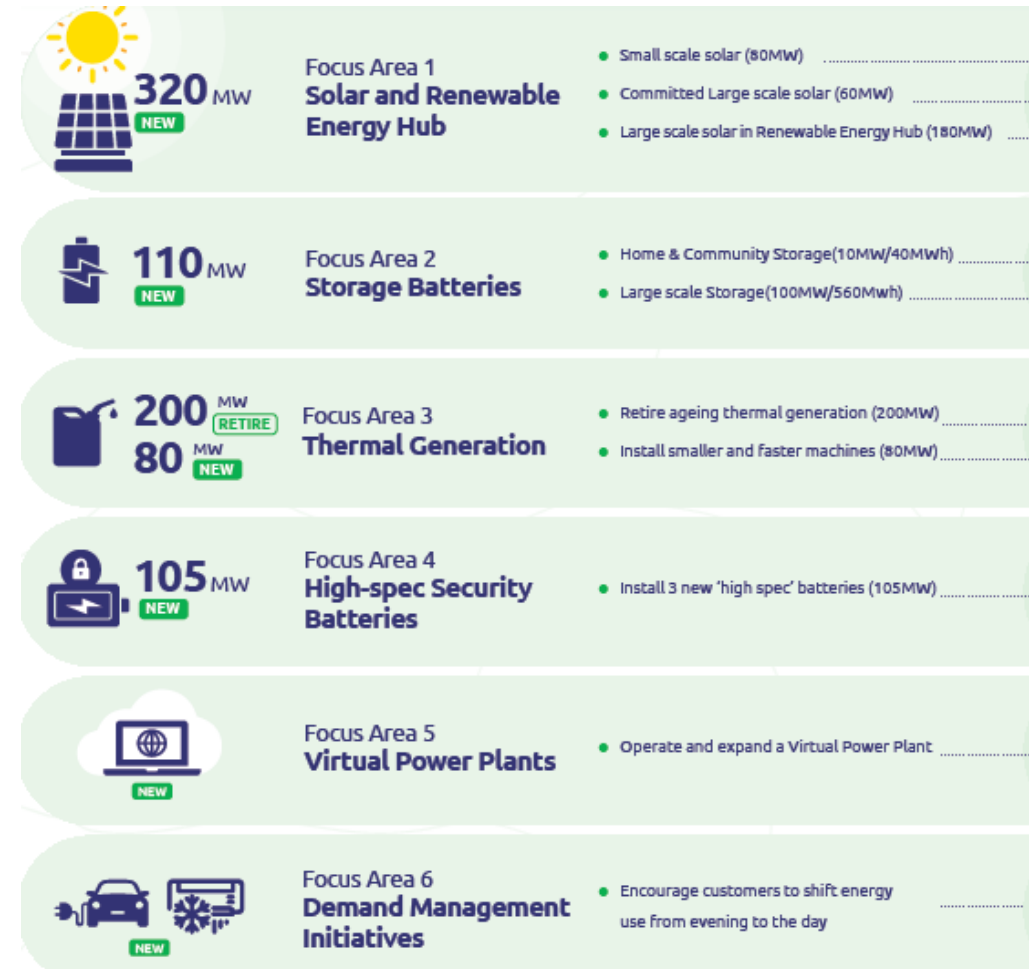 320 MW
NEW
Focus Area 1
Solar and Renewable
Energy Hub
Small scale solar (80MW)
Committed Large scale solar (60MW)
Large scale solar in Renewable Energy Hub (180MW)
110 MW
NEW
Focus Area 2
Storage Batteries
Home & Community Storage(10MW/40MWh)
Large scale Storage(100MW/560Mwh)
200 MW
RETIRE
80 MW
NEW
Focus Area 3
Thermal Generation
Retire ageing thermal generation (200MW)
Install smaller and faster machines (80MW)
105 MW
NEW
Focus Area 4
High-spec Security
Batteries
Install 3 new ‘high spec’ batteries (105MW)
NEW
Focus Area 5
Virtual Power Plants
Operate and expand a Virtual Power Plant
NEW
Focus Area 6
Demand Management
Initiatives
Encourage customers to shift energy
use from evening to the day